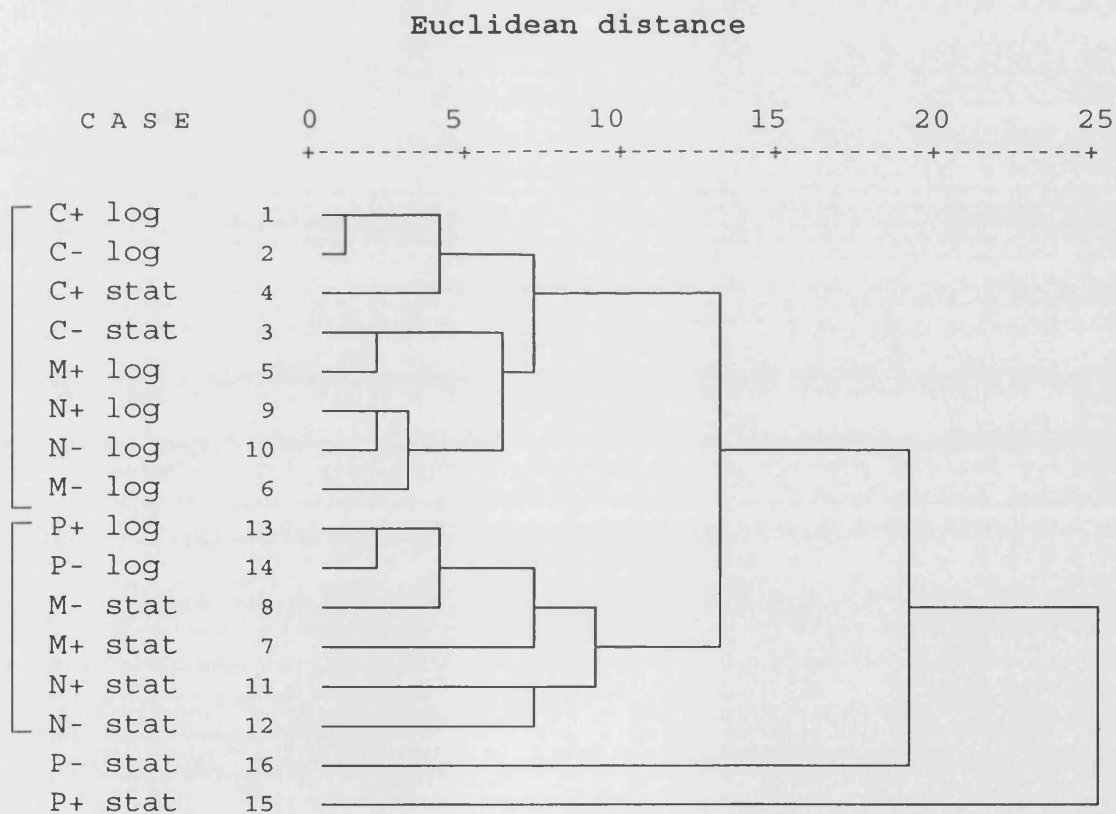 Euclidean distance
C A S E 0 5 10 15 20 25
C+ log 1
C- log 2
C+ stat 4
C- stat 3
M+ log 5
N+ log 9
N- log 10
M- log 6
P+ log 13
P- log 14
M- stat 8
M+ stat 7
N+ stat 11
N- stat 12
P- stat 16
P+ stat 15